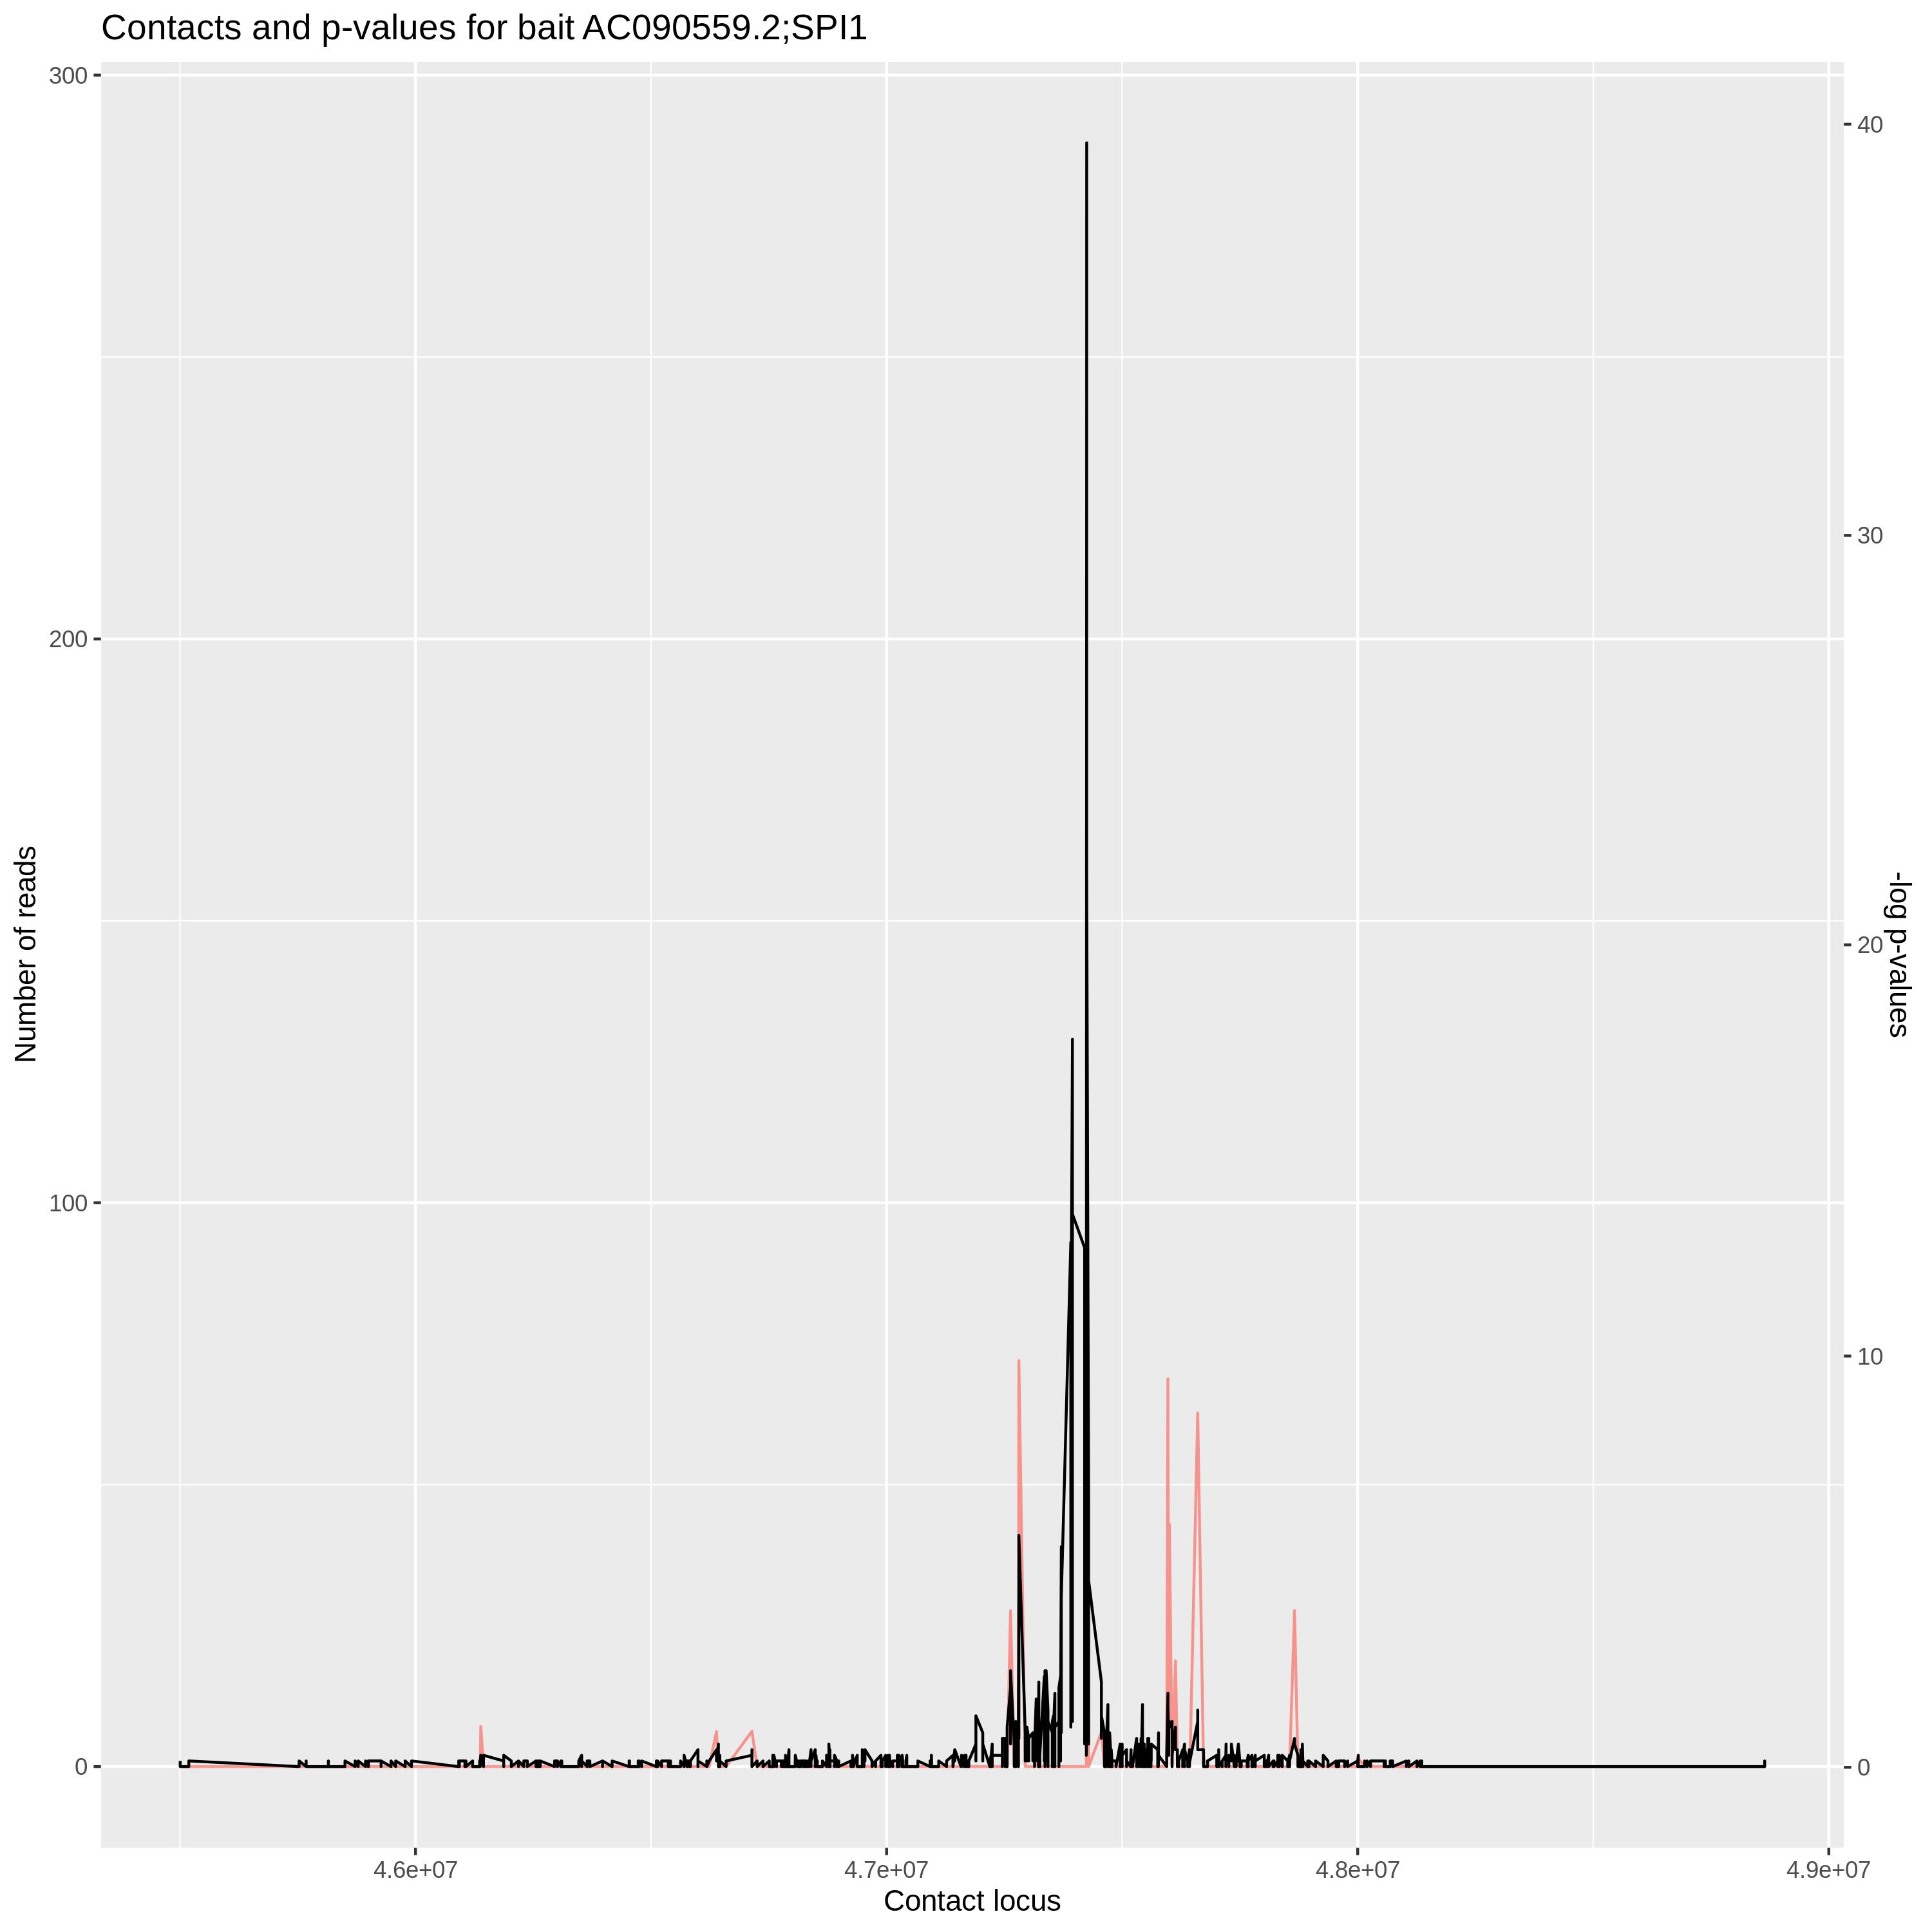 Contacts and p-values for bait AC090559.2;SPI1
300
200
100
0
Number of reads
40
30
20
10
0
-log p-values
4.6e+07
4.7e+07
4.8e+07
4.9e+07
Contact locus